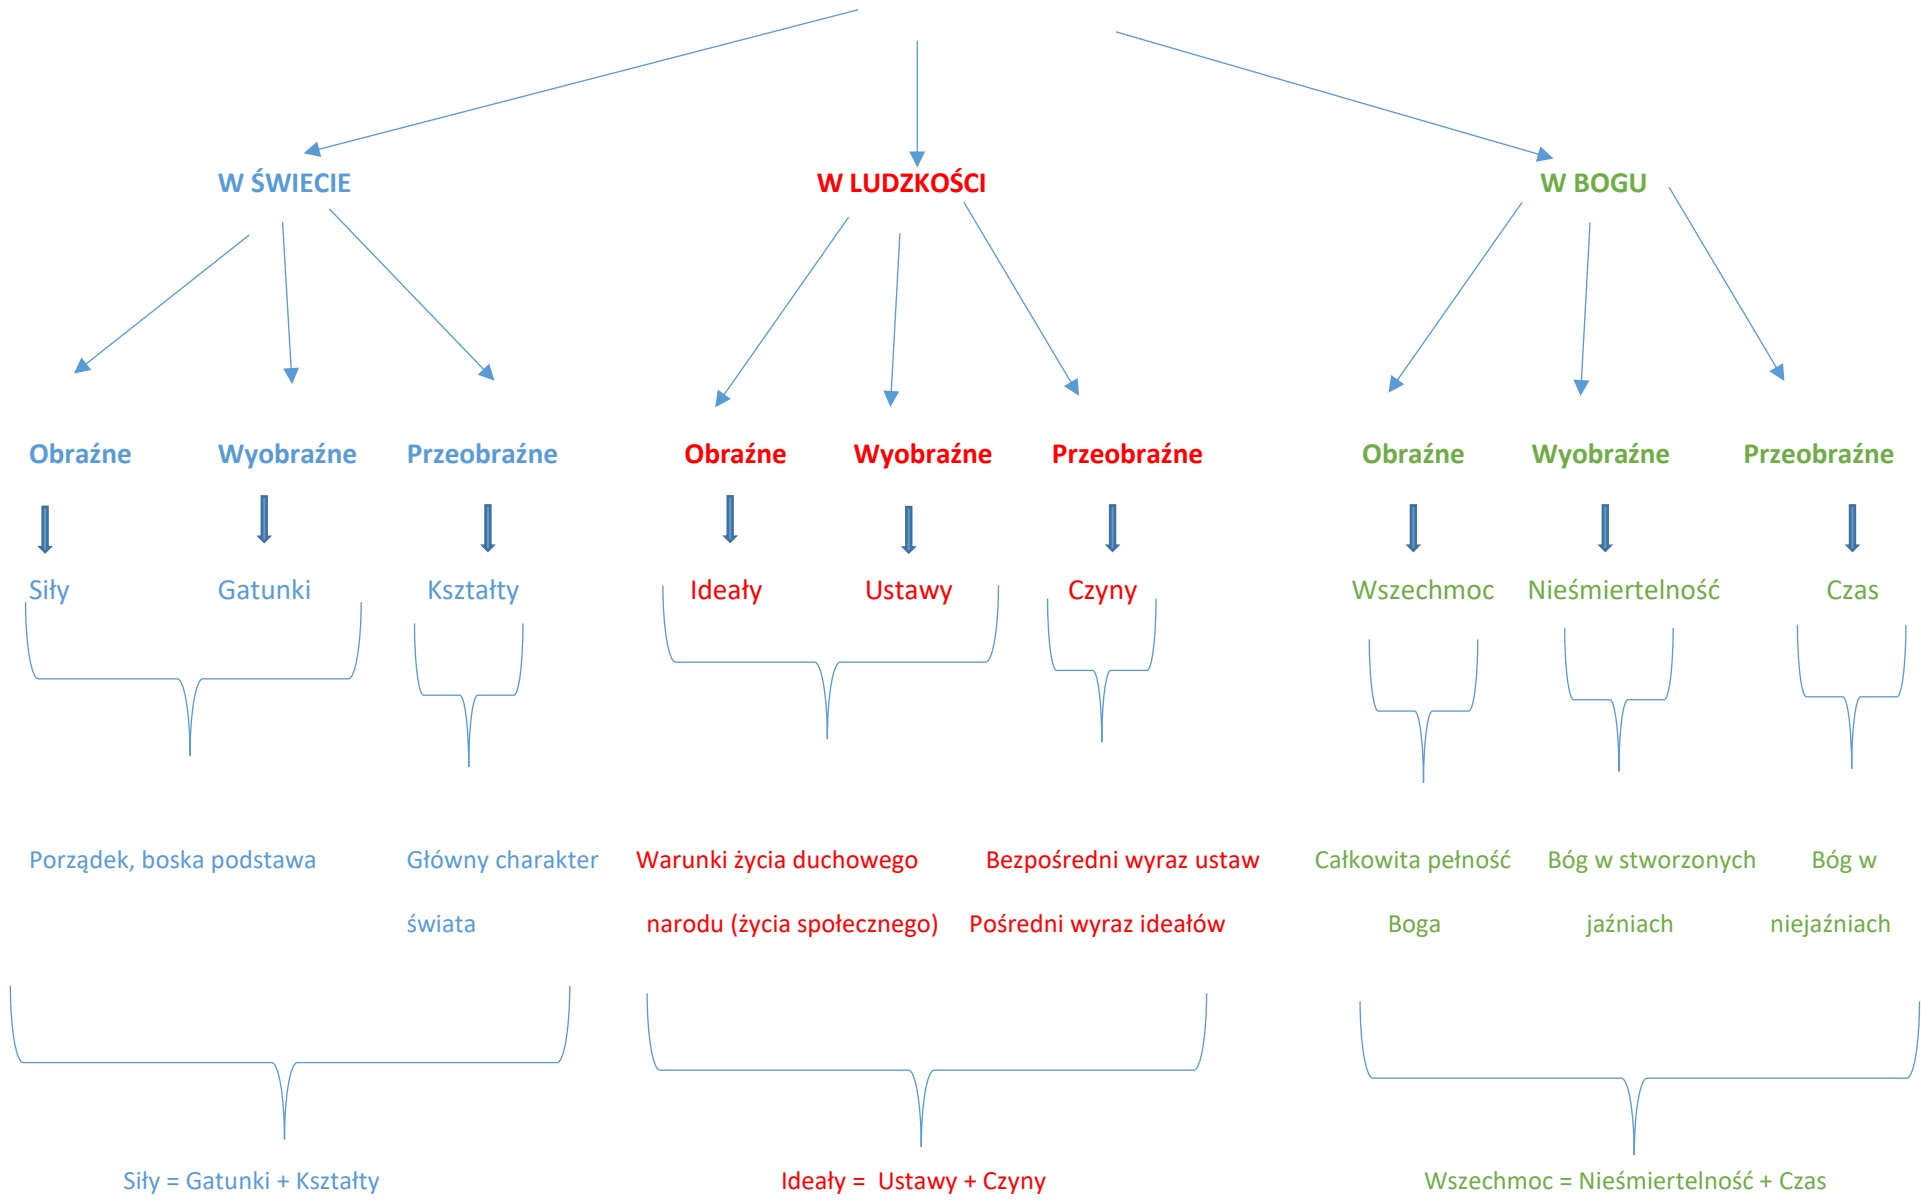 W ŚWIECIE W LUDZKOŚCI W BOGU
Obraźne Wyobraźne Przeobraźne Obraźne Wyobraźne Przeobraźne Obraźne Wyobraźne Przeobraźne
Siły Gatunki Kształty Ideały Ustawy Czyny Wszechmoc Nieśmiertelność Czas
Porządek, boska podstawa Główny charakter Warunki życia duchowego Bezpośredni wyraz ustaw Całkowita pełność Bóg w stworzonych Bóg w
świata narodu (życia społecznego) Pośredni wyraz ideałów Boga jaźniach niejaźniach
Siły = Gatunki + Kształty Ideały = Ustawy + Czyny Wszechmoc = Nieśmiertelność + Czas